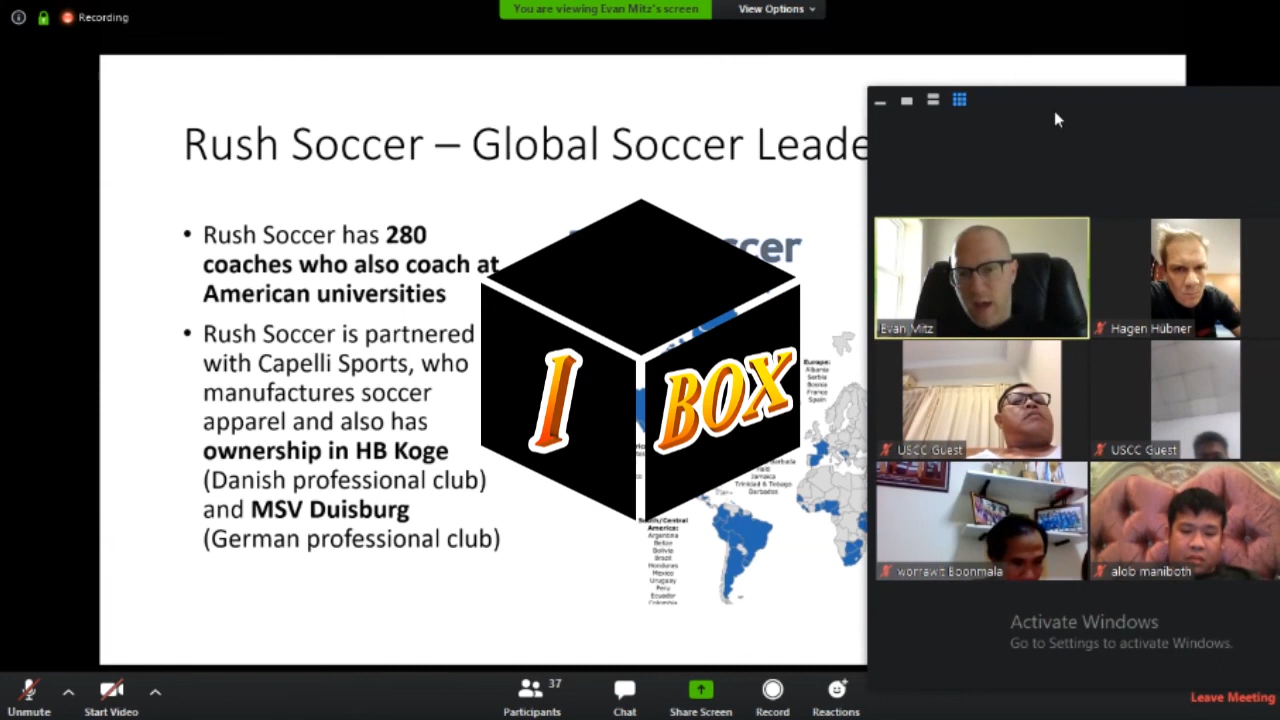 Recording
You are viewing Evan Mitz's screen
View Options
Rush Soccer – Global Soccer Leade
• Rush Soccer has 280
coaches who also coach at
American universities
• Rush Soccer is partnered
with Capelli Sports, who
manufactures soccer
apparel and also has
ownership in HB Koge
(Danish professional club)
and MSV Duisburg
(German professional club)
I BOX
Europe:
Albania
Serbia
Bosnia
France
Spain
Haiti
Jamaica
Trinidad & Tobago
Barbados
South/Central
America:
Argentina
Belize
Bolivia
Brazil
Honduras
Mexico
Uruguay
Peru
Ecuador
Colombia
Evan Mitz
Hagen Hübner
USCC Guest
USCC Guest
worrawit Boonmala
alob maniboth
Activate Windows
Go to Settings to activate Windows.
Unmute
Start Video
37
Participants
Chat
Share Screen
Record
Reactions
Leave Meeting